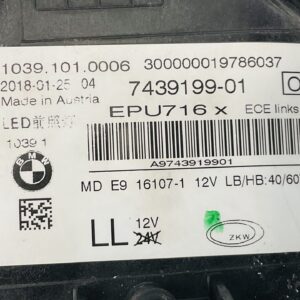 1039.101.0006 300000019786037
2018-01-25 04 7439199-01
Made in Austria EPU716 x ECE links
LED前照灯
1039 1
A9743919901
BMW
MD E9 16107-1 12V LB/HB:40/60
LL 12V
24V
ZKW